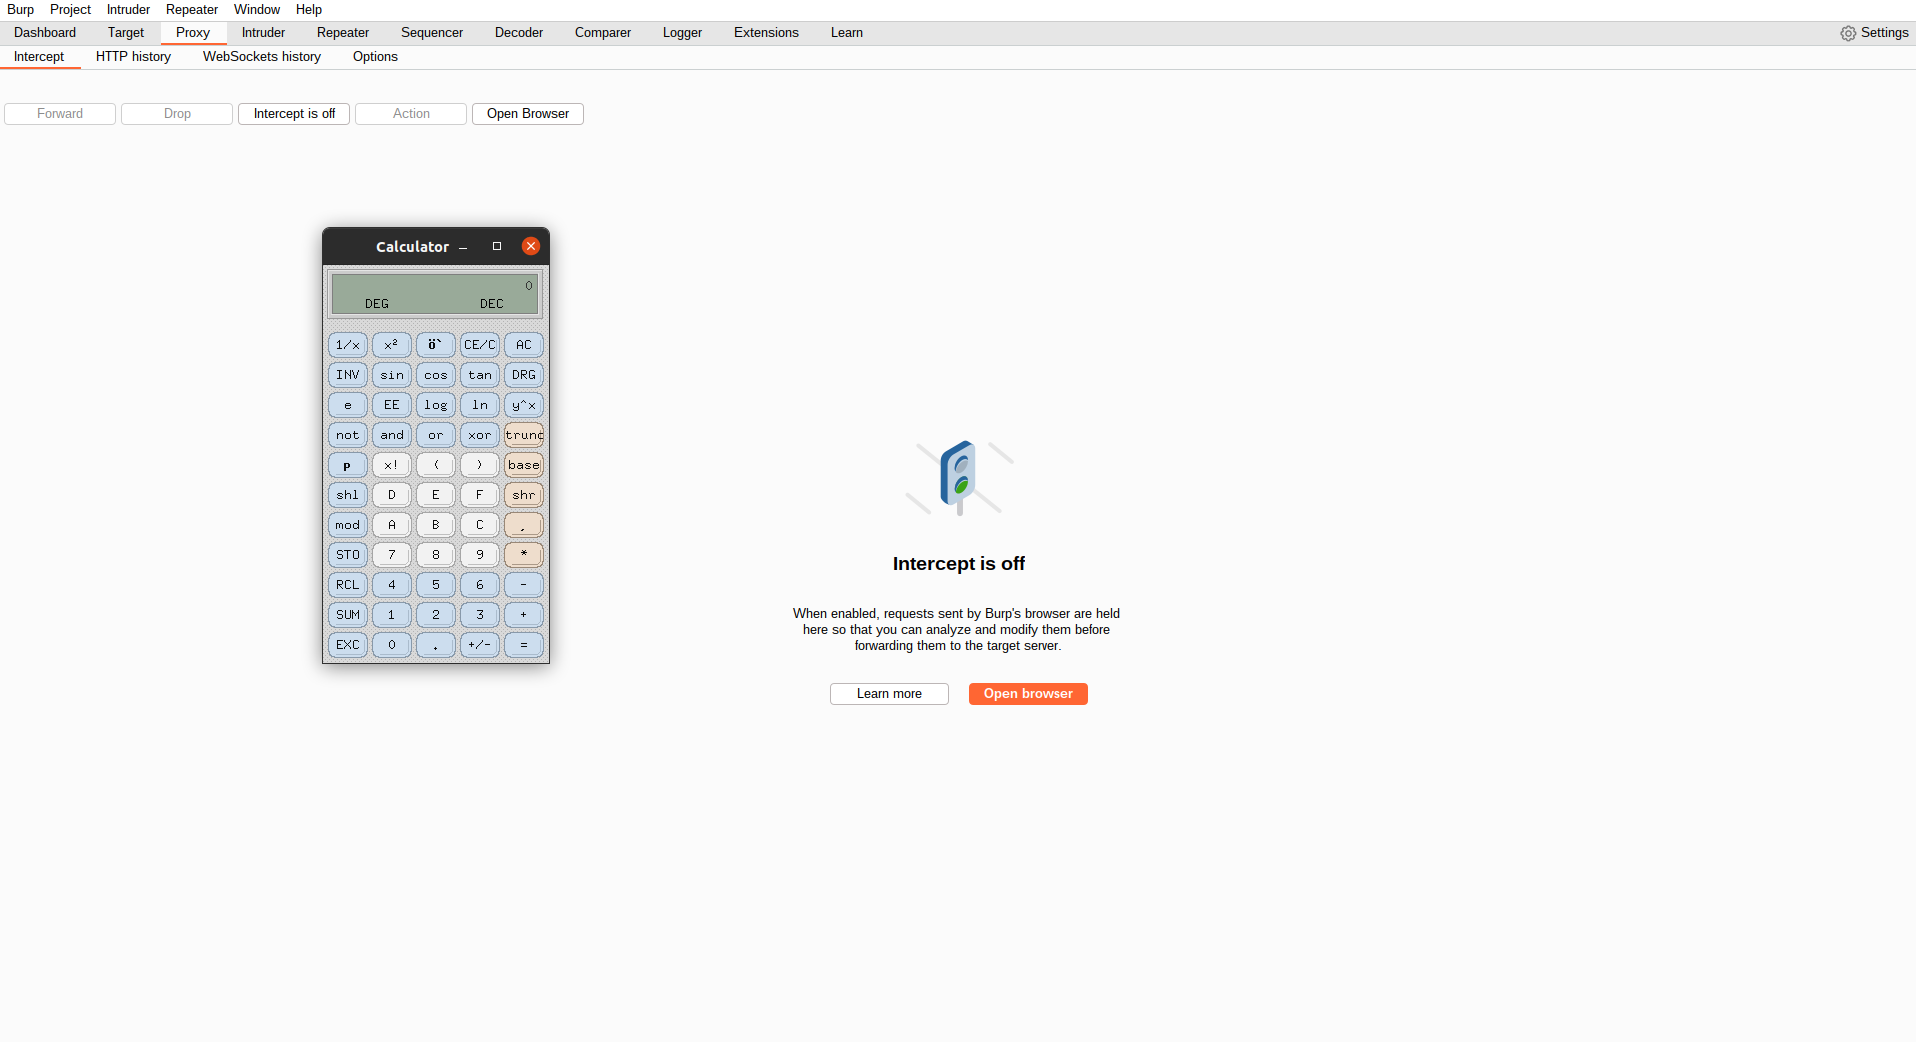 Burp Project Intruder Repeater Window Help
Dashboard Target Proxy Intruder Repeater Sequencer Decoder Comparer Logger Extensions Learn Settings
Intercept HTTP history WebSockets history Options
Forward Drop Intercept is off Action Open Browser
Calculator
0
DEG DEC
1/x x² ö` CE/C AC
INV sin cos tan DRG
e EE log ln y^x
not and or xor trunc
p x! ( ) base
shl D E F shr
mod A B C ,
STO 7 8 9 *
RCL 4 5 6 -
SUM 1 2 3 +
EXC 0 . +/- =
Intercept is off
When enabled, requests sent by Burp's browser are held
here so that you can analyze and modify them before
forwarding them to the target server.
Learn more Open browser